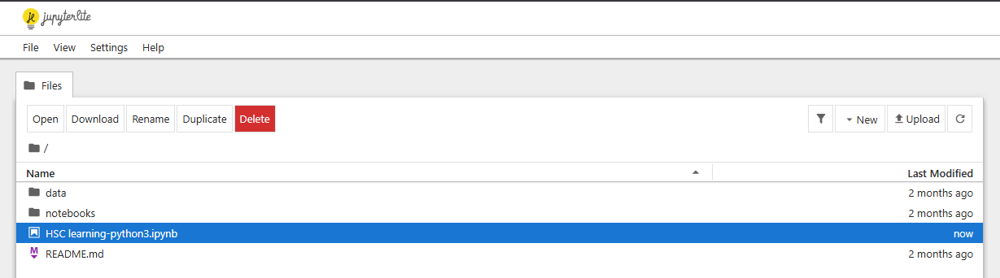 jupyterlite
File View Settings Help
Files
Open Download Rename Duplicate Delete New Upload
/
Name Last Modified
data 2 months ago
notebooks 2 months ago
HSC learning-python3.ipynb now
README.md 2 months ago